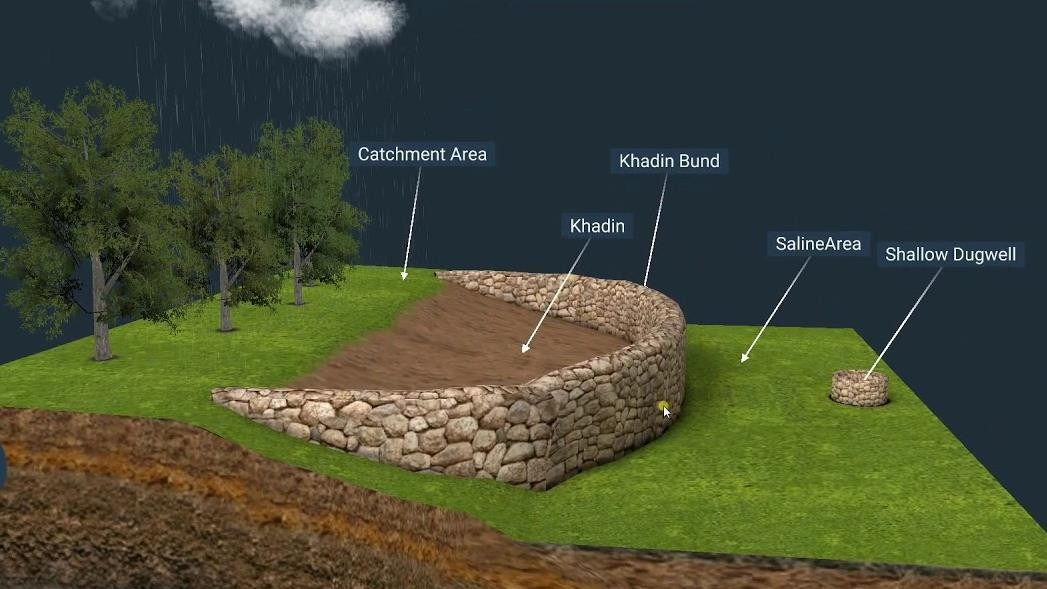 Catchment Area
Khadin Bund
Khadin
SalineArea
Shallow Dugwell